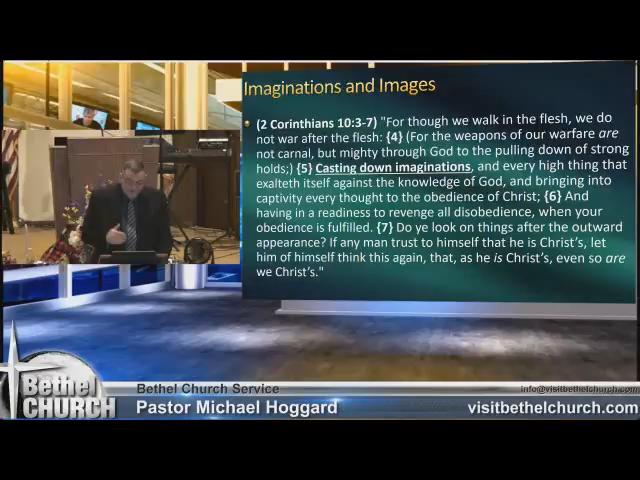 Imaginations and Images
(2 Corinthians 10:3-7) "For though we walk in the flesh, we do
not war after the flesh: {4} (For the weapons of our warfare are
not carnal, but mighty through God to the pulling down of strong
holds;) {5} Casting down imaginations, and every high thing that
exalteth itself against the knowledge of God, and bringing into
captivity every thought to the obedience of Christ; {6} And
having in a readiness to revenge all disobedience, when your
obedience is fulfilled. {7} Do ye look on things after the outward
appearance? If any man trust to himself that he is Christ's, let
him of himself think this again, that, as he is Christ's, even so are
we Christ's."
Bethel
CHURCH
Bethel Church Service
info@visitbethelchurch.com
Pastor Michael Hoggard
visitbethelchurch.com